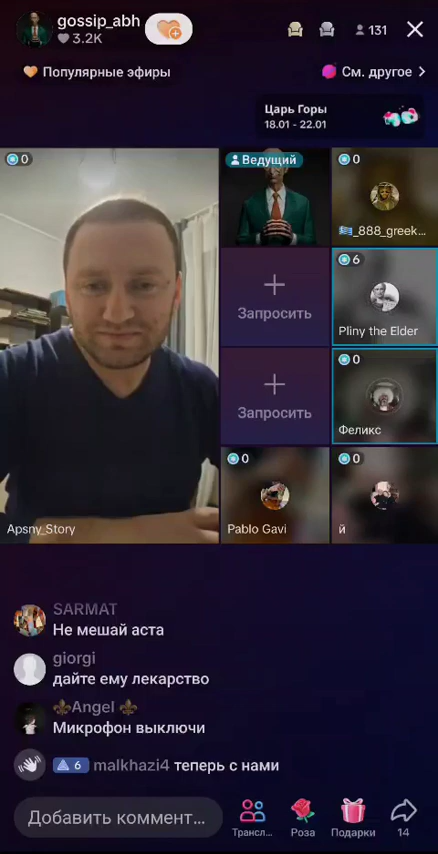 gossip_abh
3.2K
131
Популярные эфиры
См. другое
Царь Горы
18.01 - 22.01
0
Ведущий
0
_888_greek...
Запросить
6
Pliny the Elder
Запросить
0
Феликс
Apsny_Story
0
Pablo Gavi
0
й
SARMAT
Не мешай аста
giorgi
дайте ему лекарство
Angel
Микрофон выключи
6 malkhazi4 теперь с нами
Добавить коммент...
Трансл...
Роза
Подарки
14